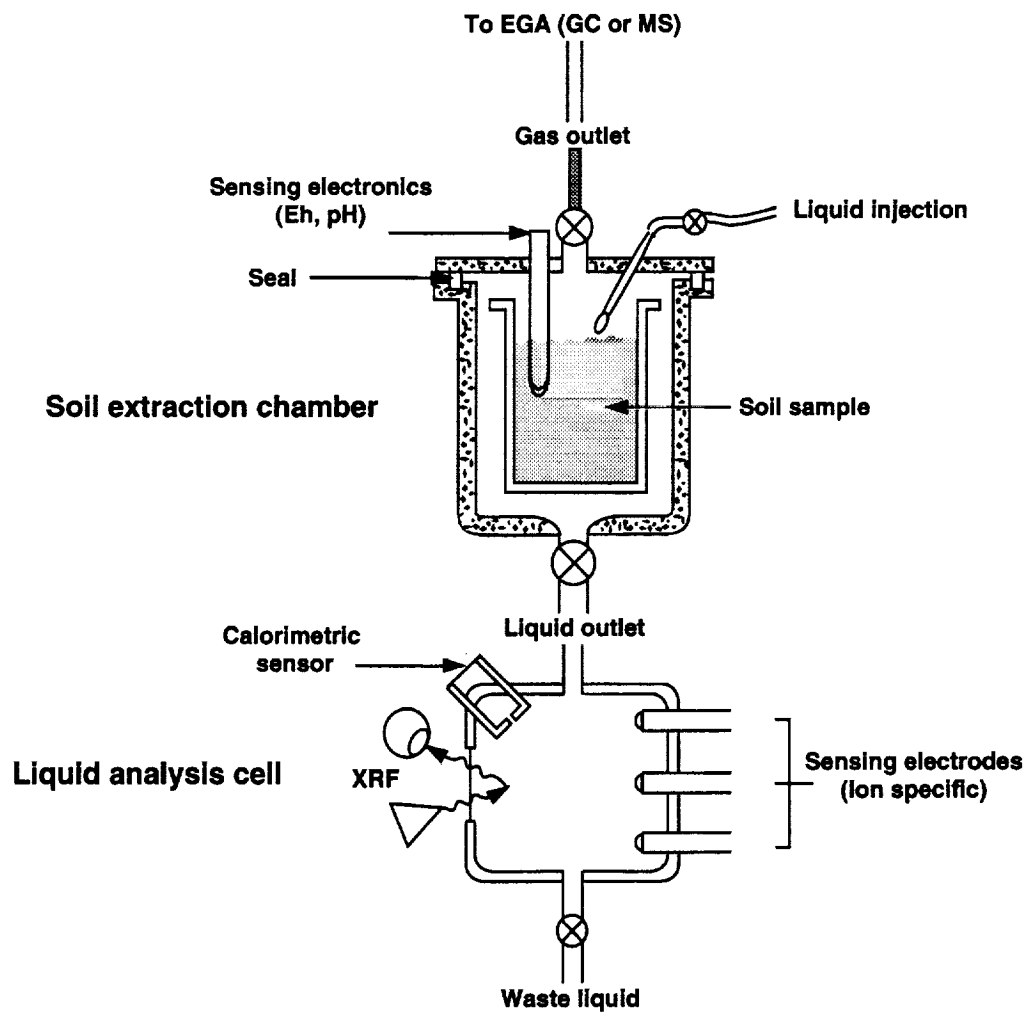 To EGA (GC or MS)
Gas outlet
Sensing electronics
(Eh, pH)
Liquid injection
Seal
Soil extraction chamber
Soil sample
Liquid outlet
Calorimetric
sensor
Liquid analysis cell
XRF
Sensing electrodes
(Ion specific)
Waste liquid